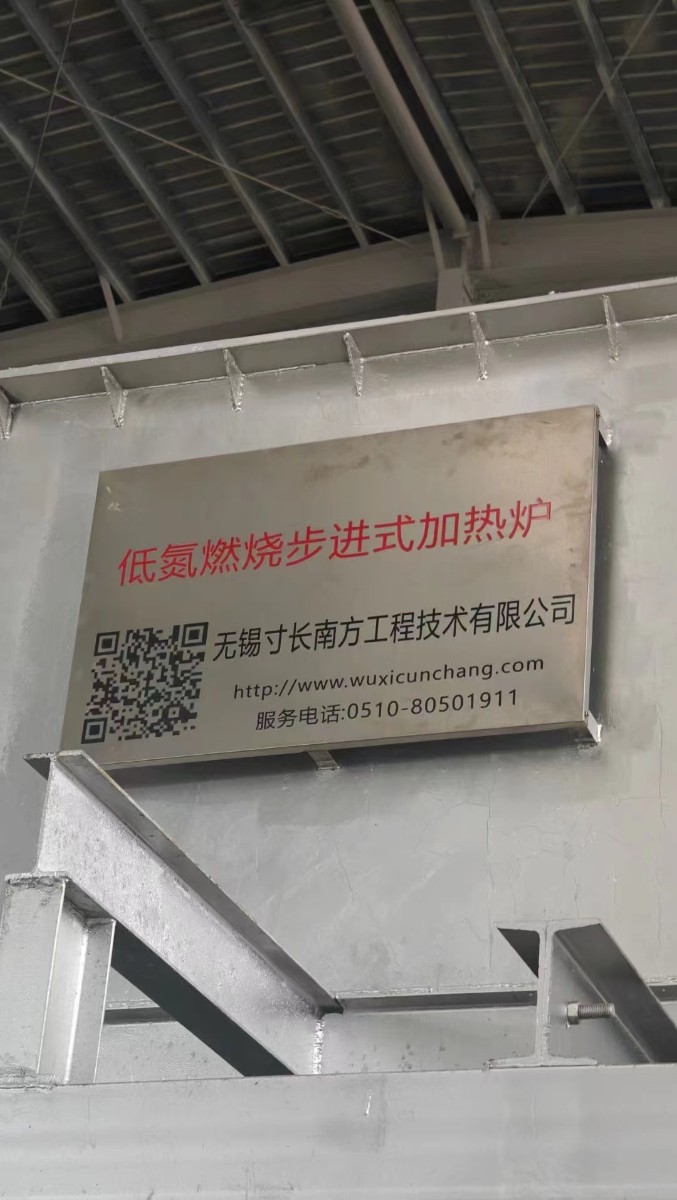 低氮燃烧步进式加热炉
无锡寸长南方工程技术有限公司
http://www.wuxicunchang.com
服务电话:0510-80501911